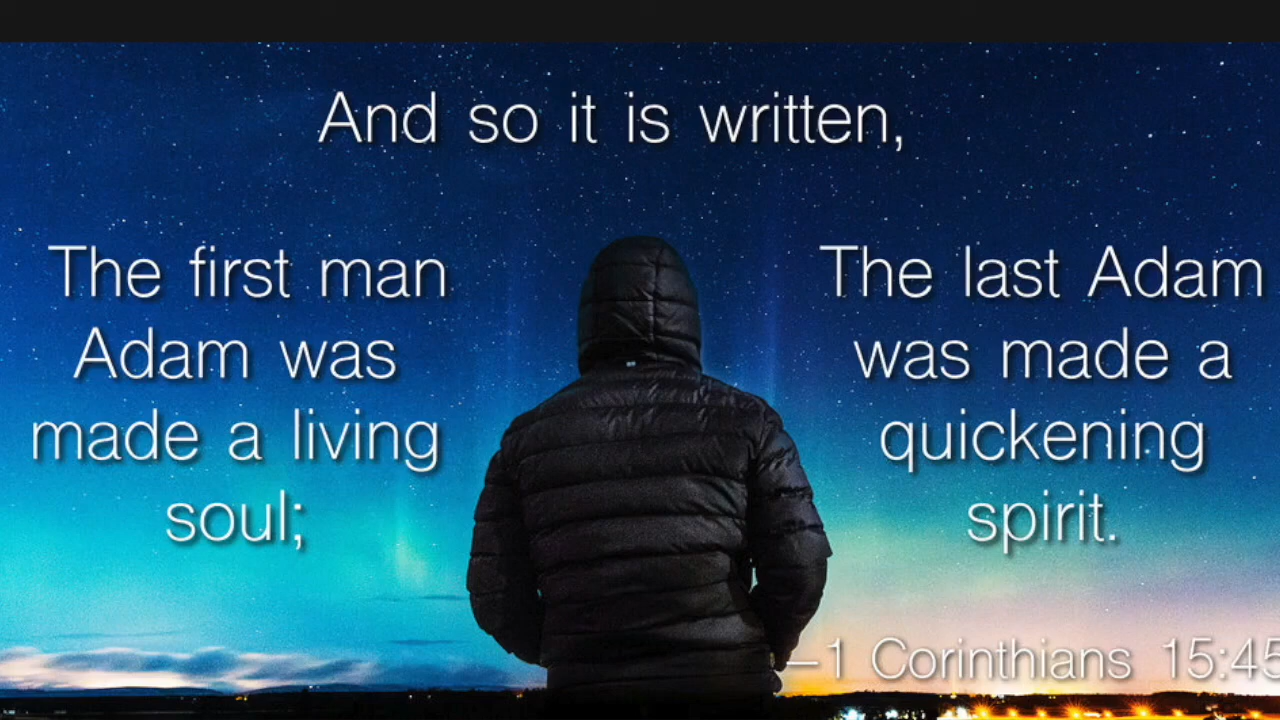 And so it is written,
The first man
Adam was
made a living
soul;
The last Adam
was made a
quickening
spirit.
–1 Corinthians 15:45